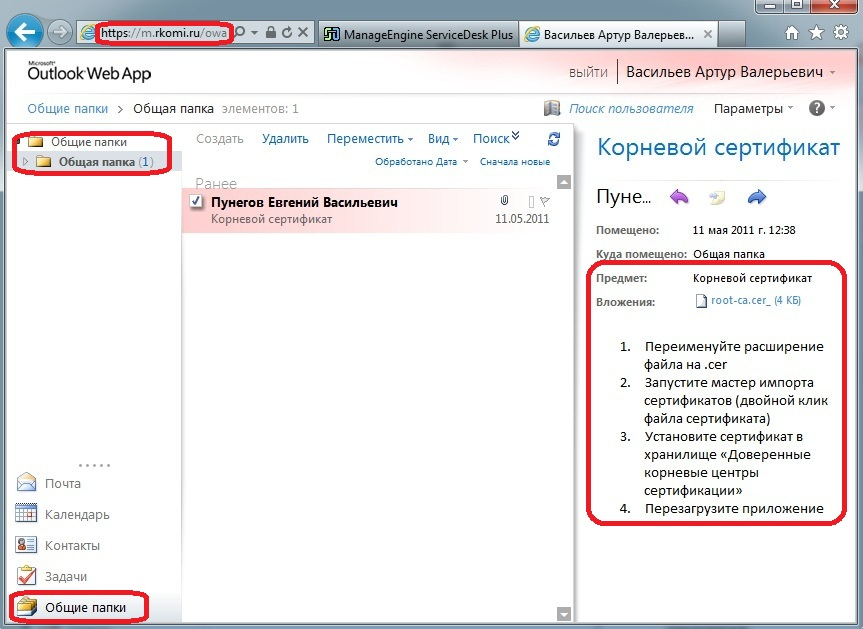 https://m.rkomi.ru/owa
ManageEngine ServiceDesk Plus
Васильев Артур Валерьев...
Microsoft
Outlook Web App
выйти
Васильев Артур Валерьевич
Общие папки > Общая папка элементов: 1
Поиск пользователя
Параметры
Общие папки
Общая папка (1)
Создать Удалить Переместить Вид Поиск
Обработано Дата Сначала новые
Ранее
Пунегов Евгений Васильевич
Корневой сертификат
11.05.2011
Корневой сертификат
Пуне...
Помещено: 11 мая 2011 г. 12:38
Куда помещено: Общая папка
Предмет: Корневой сертификат
Вложения: root-ca.cer_ (4 КБ)
1. Переименуйте расширение
файла на .cer
2. Запустите мастер импорта
сертификатов (двойной клик
файла сертификата)
3. Установите сертификат в
хранилище «Доверенные
корневые центры
сертификации»
4. Перезагрузите приложение
Почта
Календарь
Контакты
Задачи
Общие папки